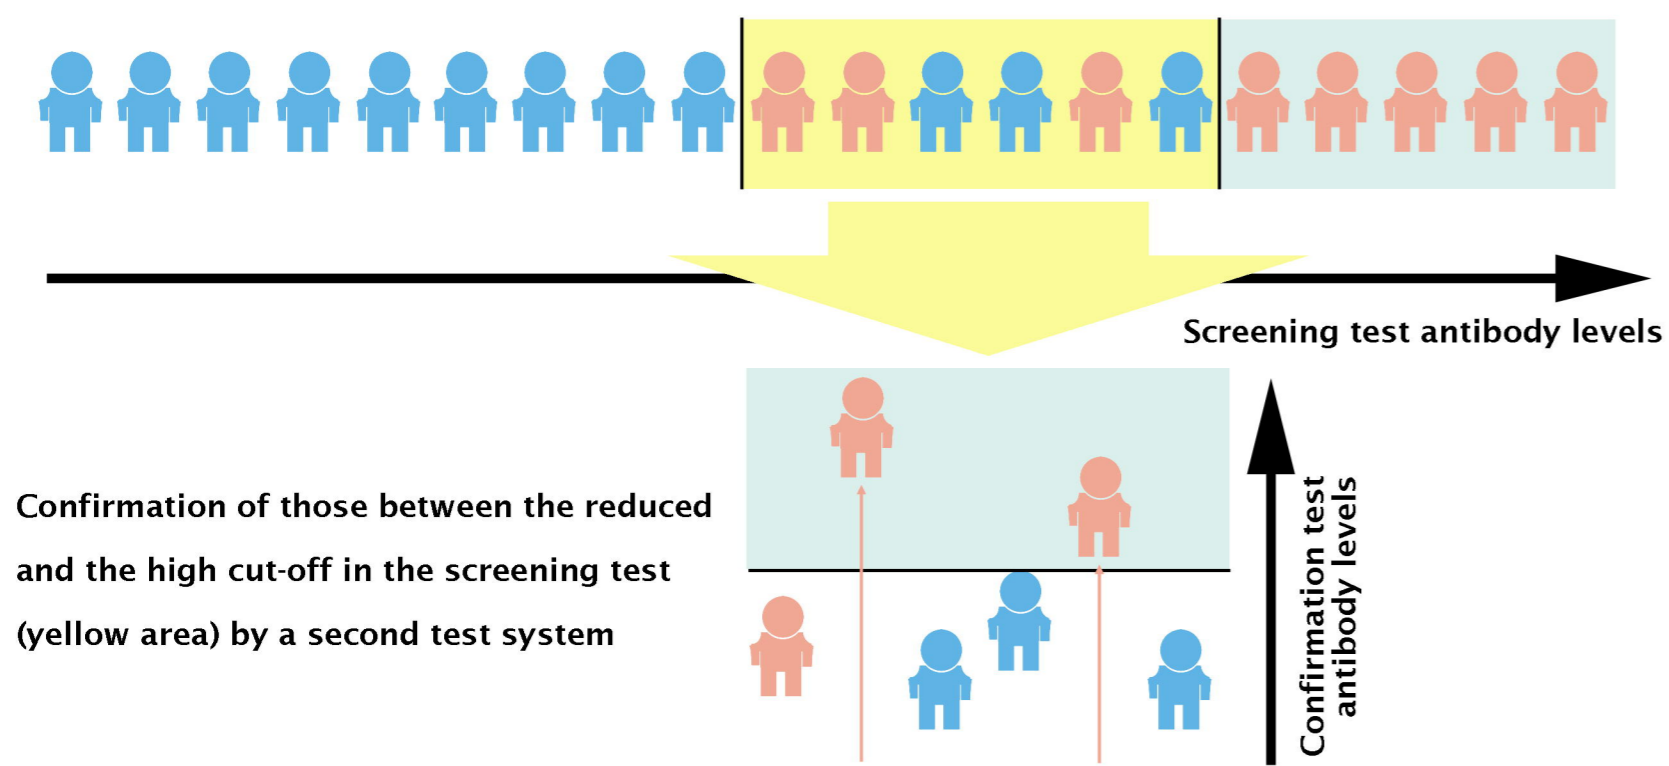 Screening test antibody levels
Confirmation of those between the reduced
and the high cut-off in the screening test
(yellow area) by a second test system
Confirmation test
antibody levels